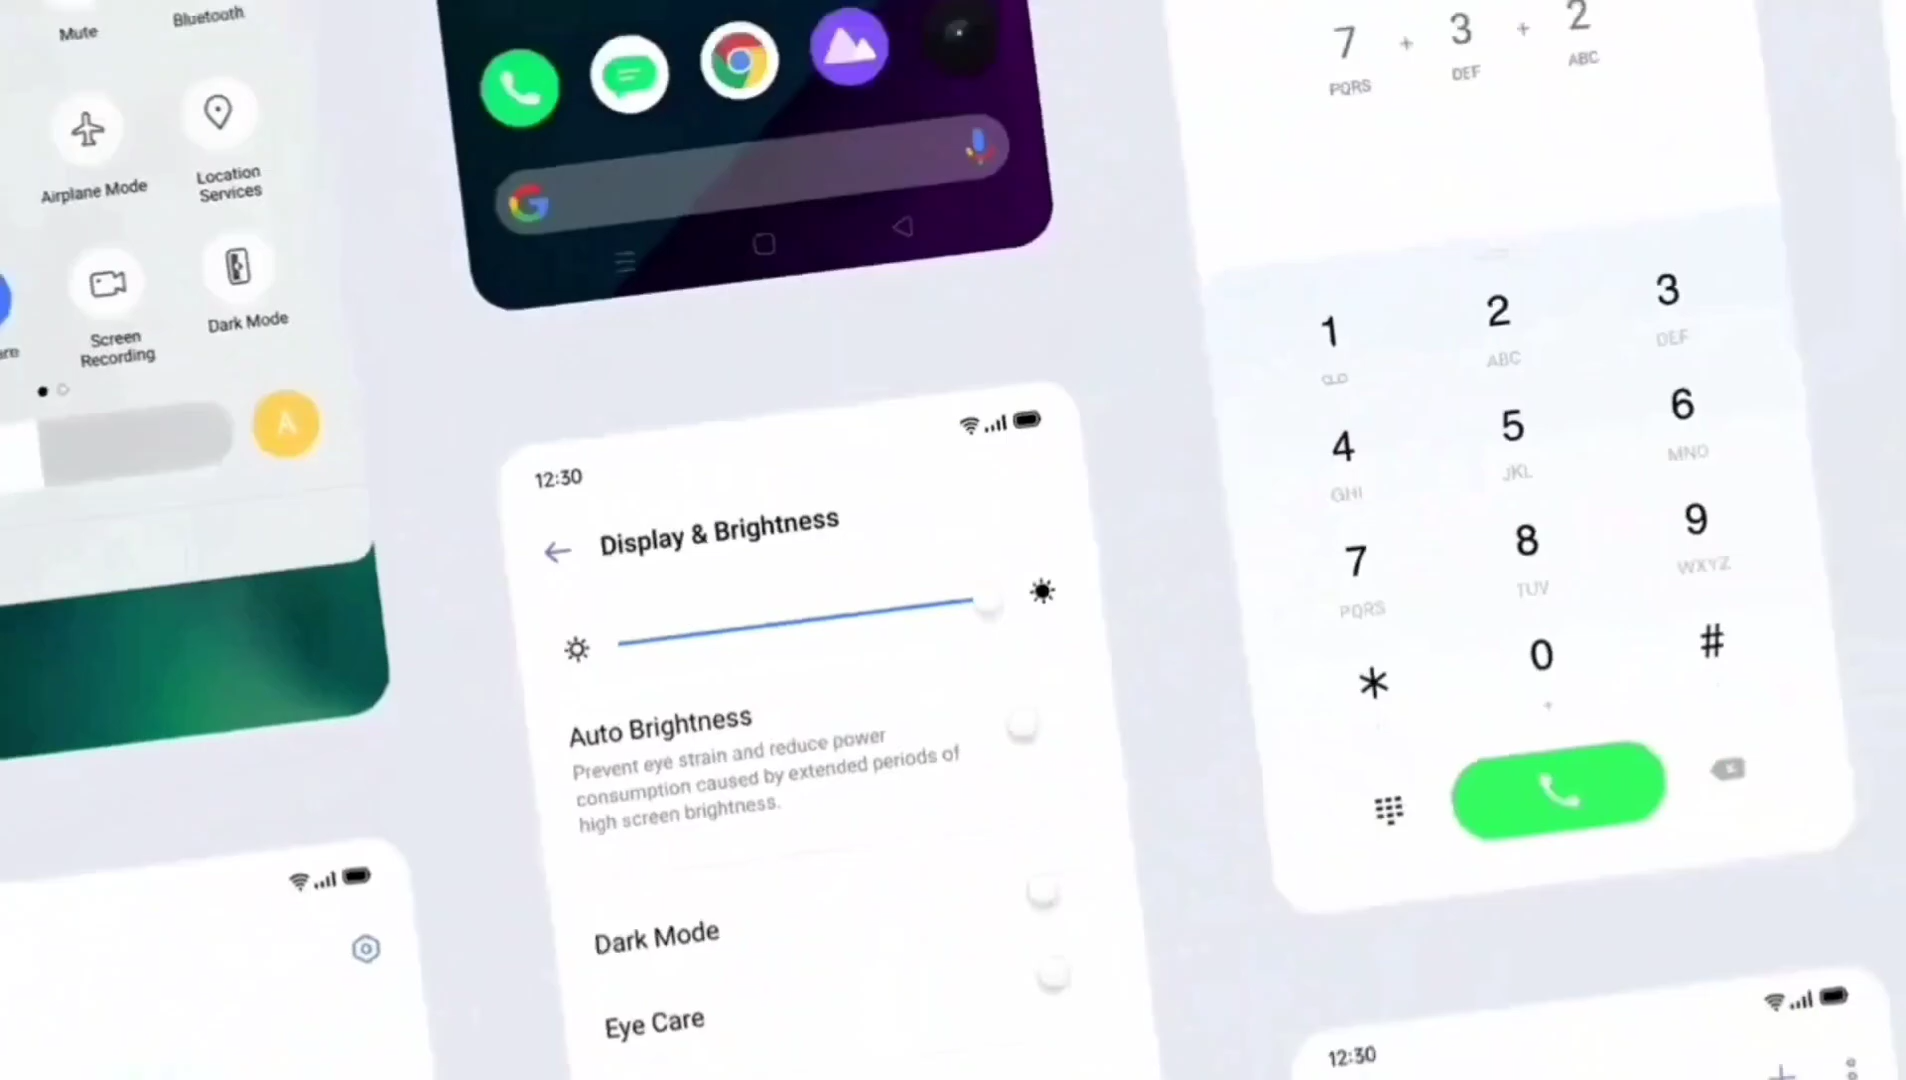 Mute
Bluetooth
Airplane Mode
Location
Services
Screen
Recording
Dark Mode
A
7 + 3 + 2
PQRS DEF ABC
1 2 3
ABC DEF
4 5 6
GHI JKL MNO
7 8 9
PQRS TUV WXYZ
* 0 #
+
12:30
Display & Brightness
Auto Brightness
Prevent eye strain and reduce power
consumption caused by extended periods of
high screen brightness.
Dark Mode
Eye Care
12:30